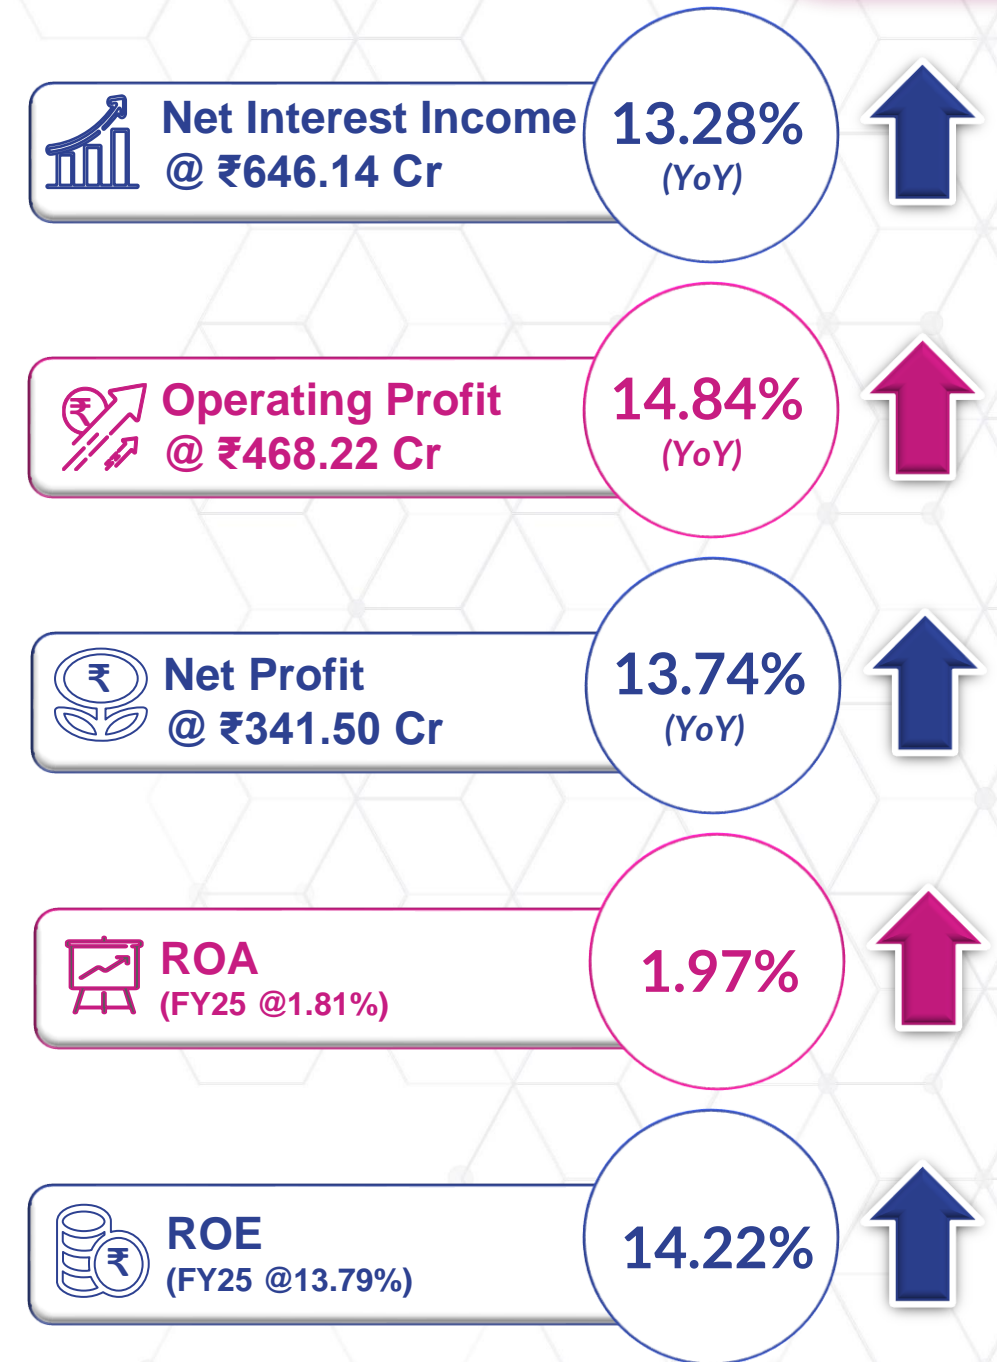 Net Interest Income
@ ₹646.14 Cr
13.28%
(YoY)
₹
Operating Profit
@ ₹468.22 Cr
14.84%
(YoY)
₹
Net Profit
@ ₹341.50 Cr
13.74%
(YoY)
ROA
(FY25 @1.81%)
1.97%
₹
ROE
(FY25 @13.79%)
14.22%